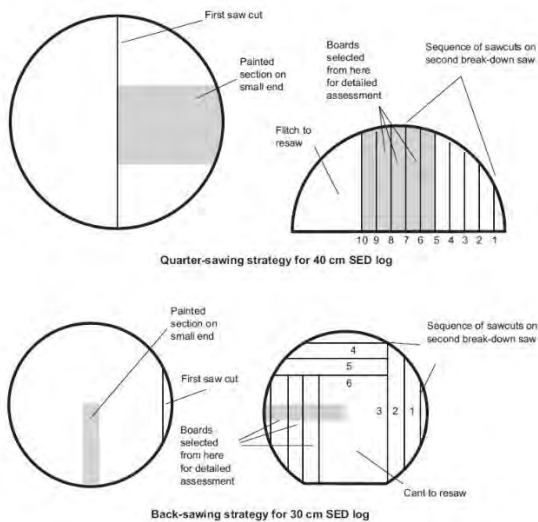 First saw cut
Painted
section on
small end
Boards
selected
from here
for detailed
assessment
Sequence of sawcuts on
second break-down saw
Flitch to
resaw
10 9 8 7 6 5 4 3 2 1
Quarter-sawing strategy for 40 cm SED log
Painted
section on
small end
First saw cut
Sequence of sawcuts on
second break-down saw
4
5
6
3 2 1
Boards
selected
from here
for detailed
assessment
Cant to resaw
Back-sawing strategy for 30 cm SED log